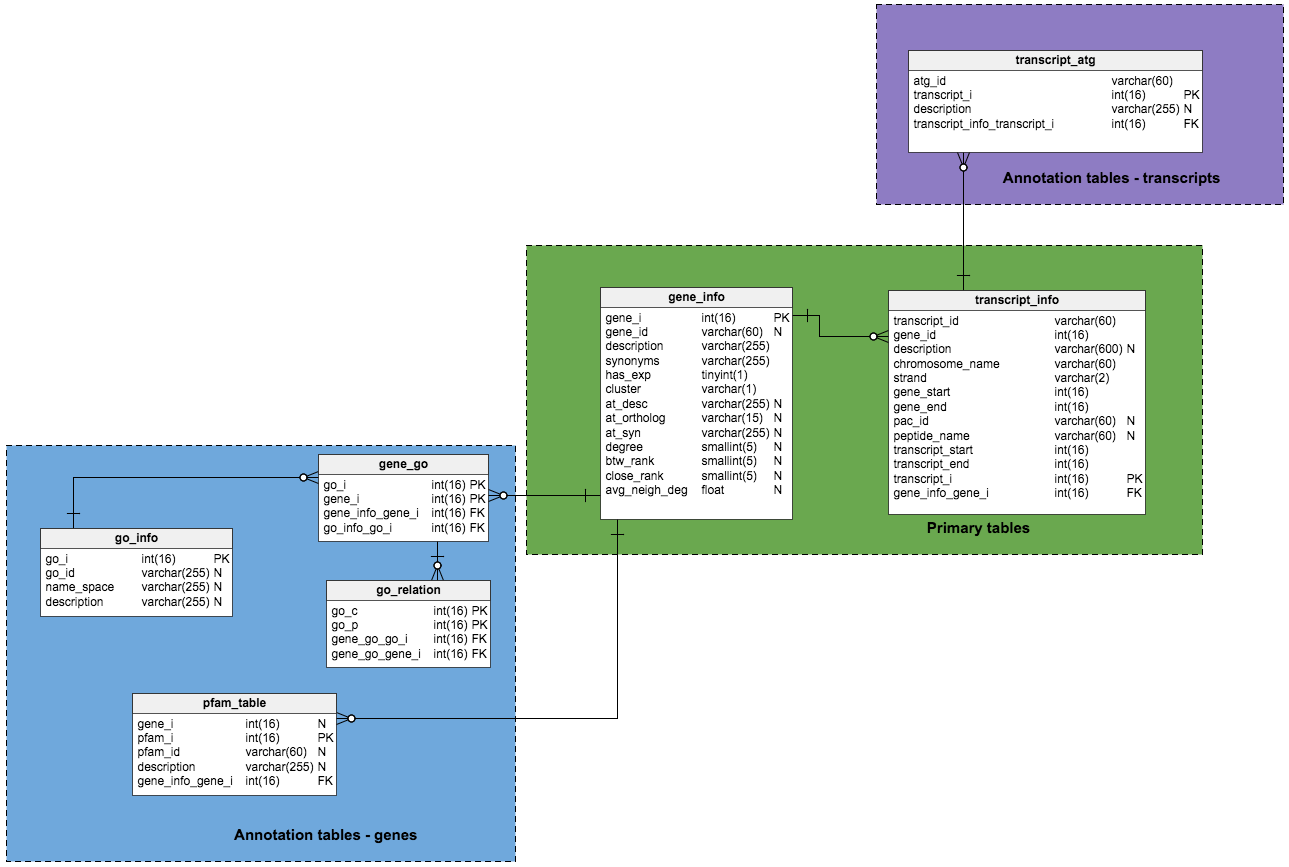 transcript_atg
atg_id varchar(60)
transcript_i int(16) PK
description varchar(255) N
transcript_info_transcript_i int(16) FK
Annotation tables - transcripts
gene_info
gene_i int(16) PK
gene_id varchar(60) N
description varchar(255)
synonyms varchar(255)
has_exp tinyint(1)
cluster varchar(1)
at_desc varchar(255) N
at_ortholog varchar(15) N
at_syn varchar(255) N
degree smallint(5) N
btw_rank smallint(5) N
close_rank smallint(5) N
avg_neigh_deg float N
transcript_info
transcript_id varchar(60)
gene_id int(16)
description varchar(600) N
chromosome_name varchar(60)
strand varchar(2)
gene_start int(16)
gene_end int(16)
pac_id varchar(60) N
peptide_name varchar(60) N
transcript_start int(16)
transcript_end int(16)
transcript_i int(16) PK
gene_info_gene_i int(16) FK
Primary tables
gene_go
go_i int(16) PK
gene_i int(16) PK
gene_info_gene_i int(16) FK
go_info_go_i int(16) FK
go_info
go_i int(16) PK
go_id varchar(255) N
name_space varchar(255) N
description varchar(255) N
go_relation
go_c int(16) PK
go_p int(16) PK
gene_go_go_i int(16) FK
gene_go_gene_i int(16) FK
pfam_table
gene_i int(16) N
pfam_i int(16) PK
pfam_id varchar(60) N
description varchar(255) N
gene_info_gene_i int(16) FK
Annotation tables - genes